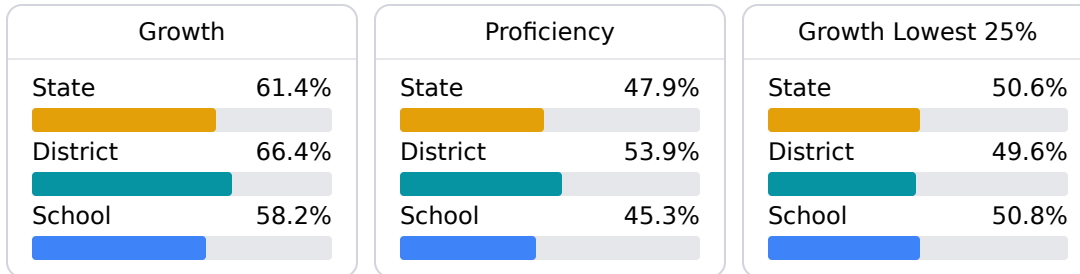 Growth
State 61.4%
District 66.4%
School 58.2%
Proficiency
State 47.9%
District 53.9%
School 45.3%
Growth Lowest 25%
State 50.6%
District 49.6%
School 50.8%